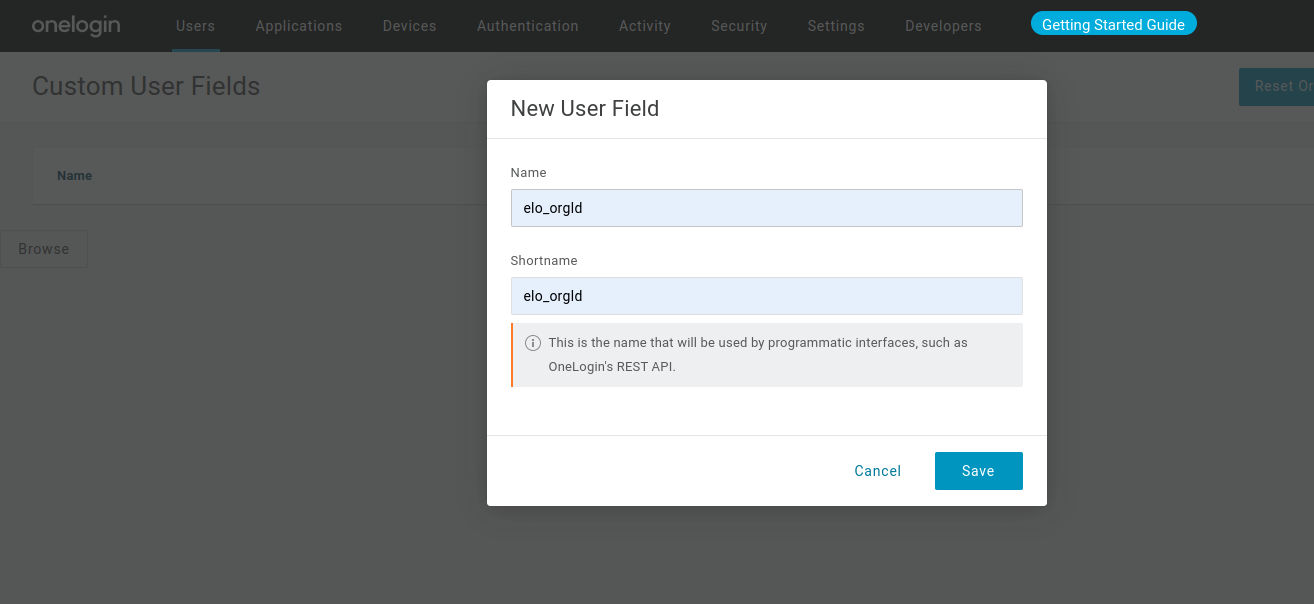 onelogin Users Applications Devices Authentication Activity Security Settings Developers Getting Started Guide
Custom User Fields
Reset Or
New User Field
Name
Name
elo_orgId
Browse
Shortname
elo_orgId
This is the name that will be used by programmatic interfaces, such as
OneLogin's REST API.
Cancel Save